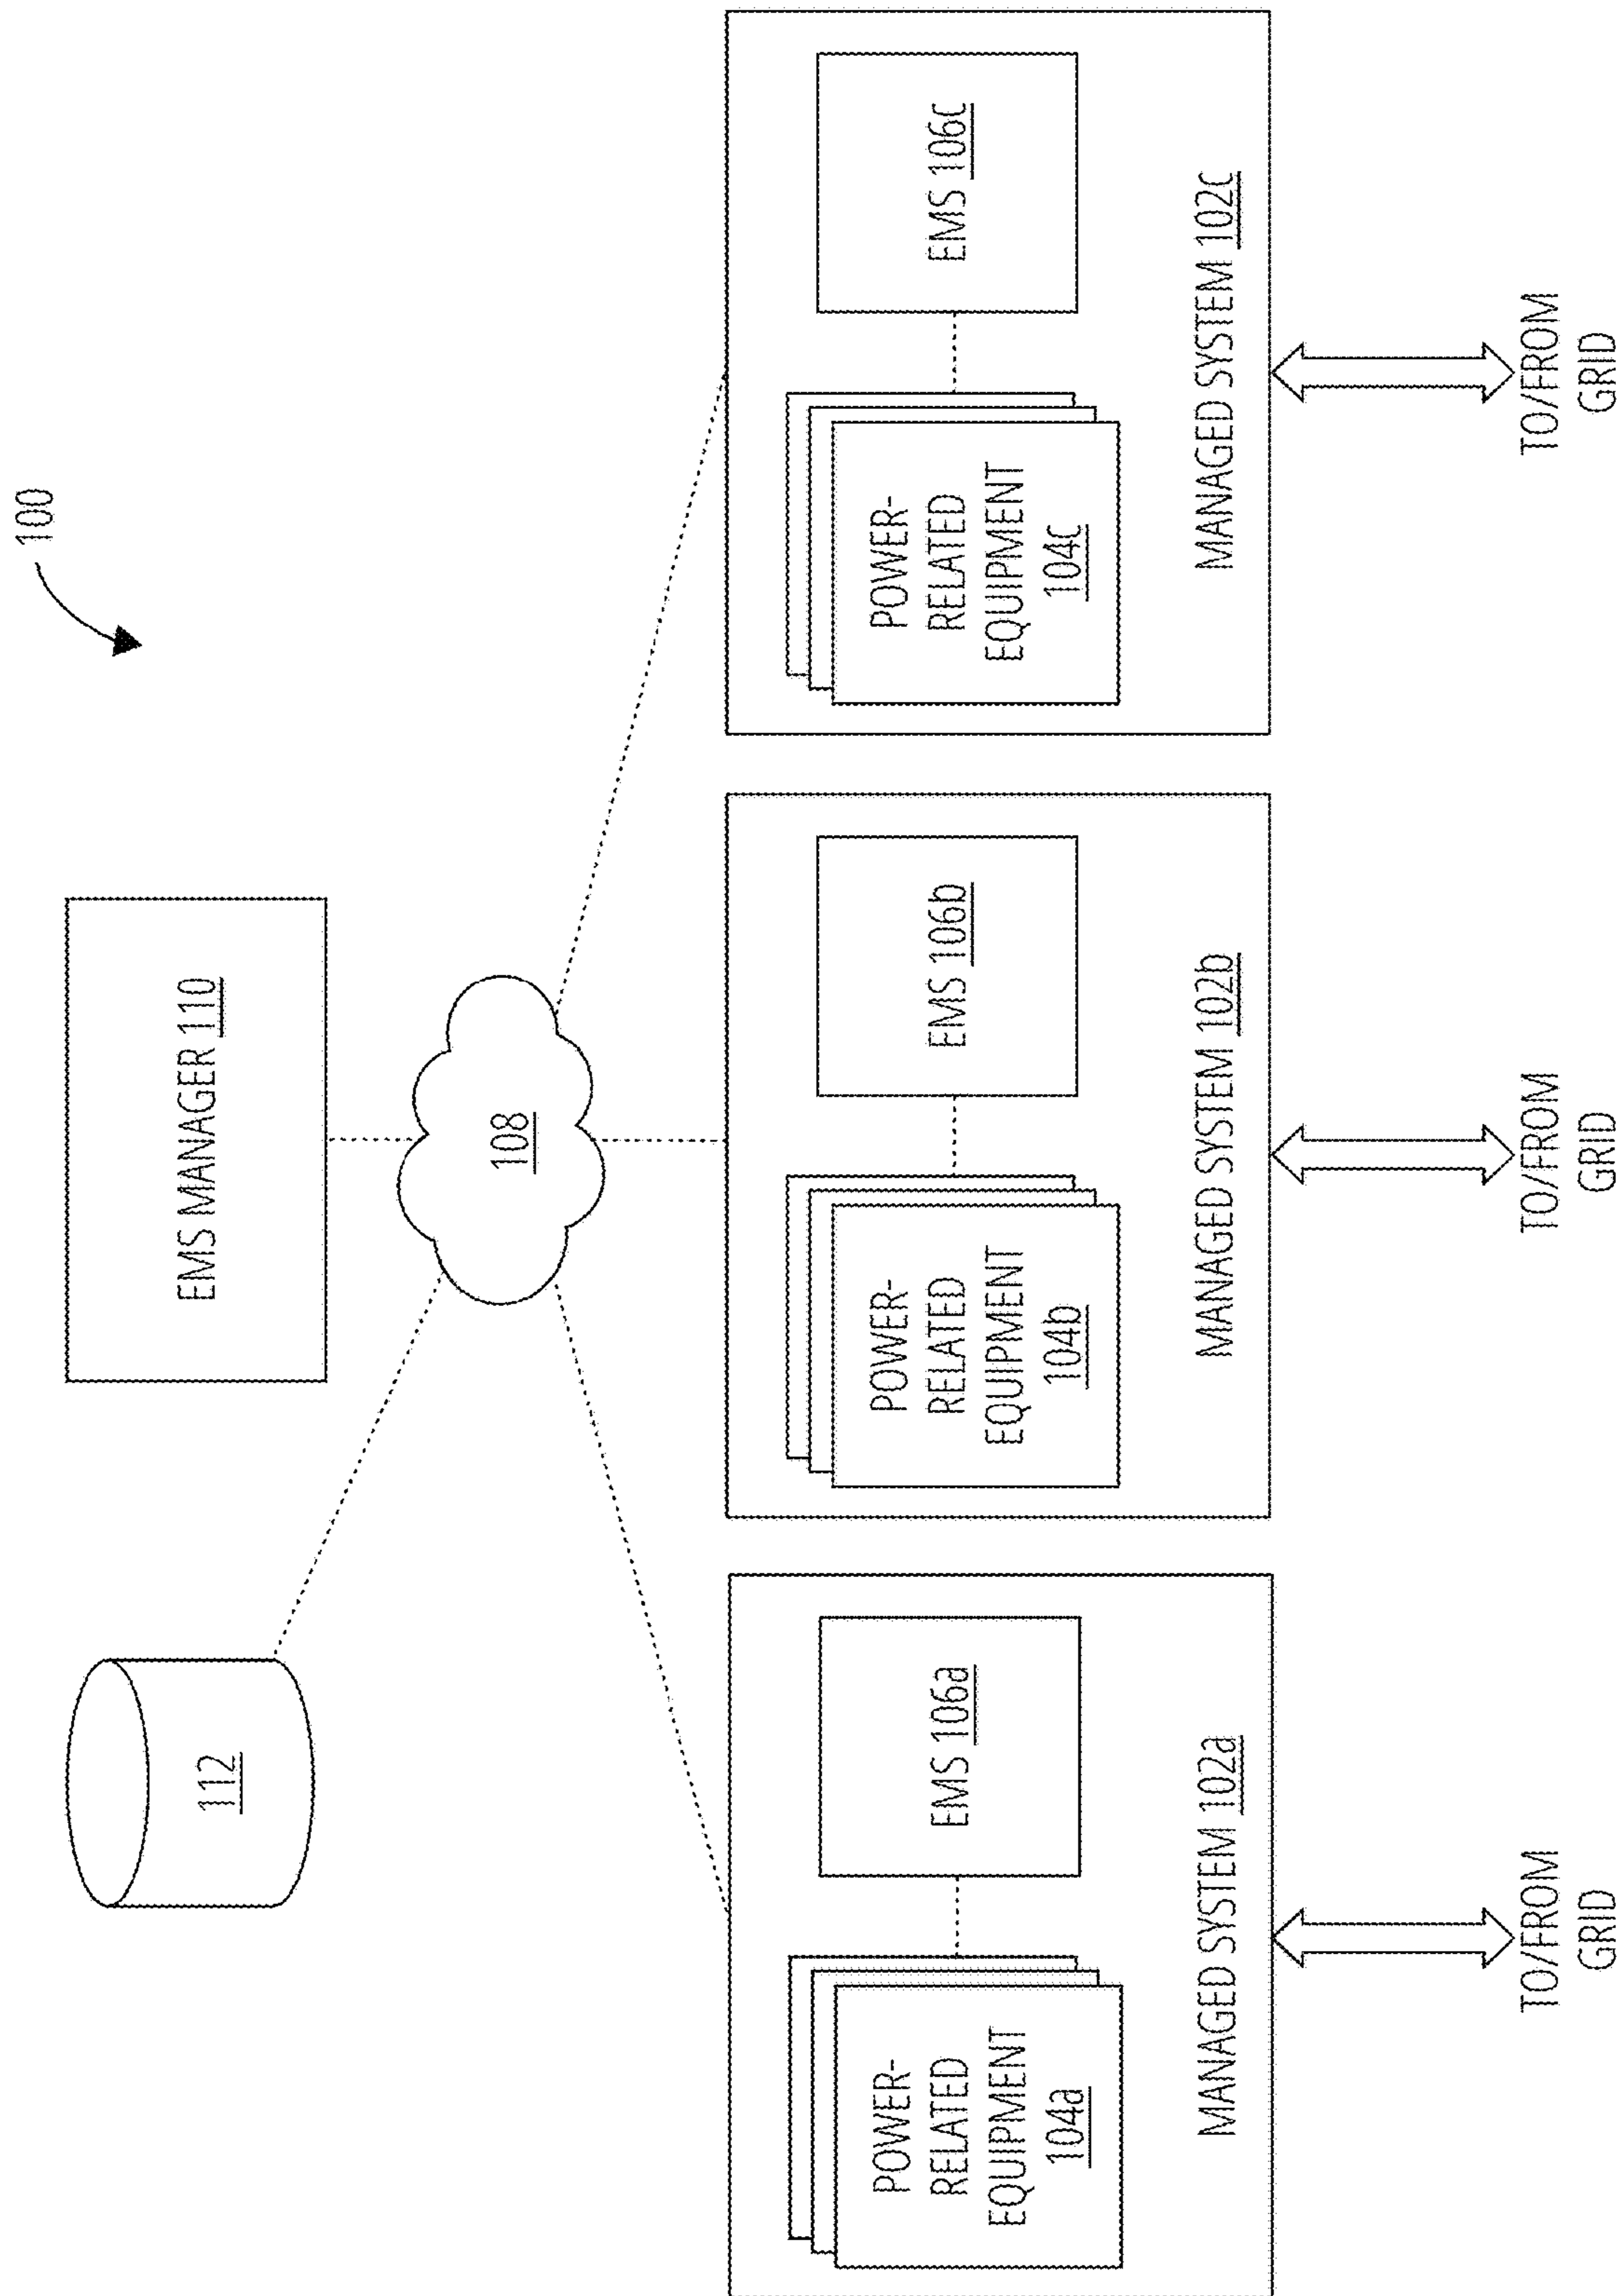 100
112
EMS MANAGER 110
108
POWER-
RELATED
EQUIPMENT
104a
EMS 106a
MANAGED SYSTEM 102a
TO/FROM
GRID
POWER-
RELATED
EQUIPMENT
104b
EMS 106b
MANAGED SYSTEM 102b
TO/FROM
GRID
POWER-
RELATED
EQUIPMENT
104c
EMS 106c
MANAGED SYSTEM 102c
TO/FROM
GRID